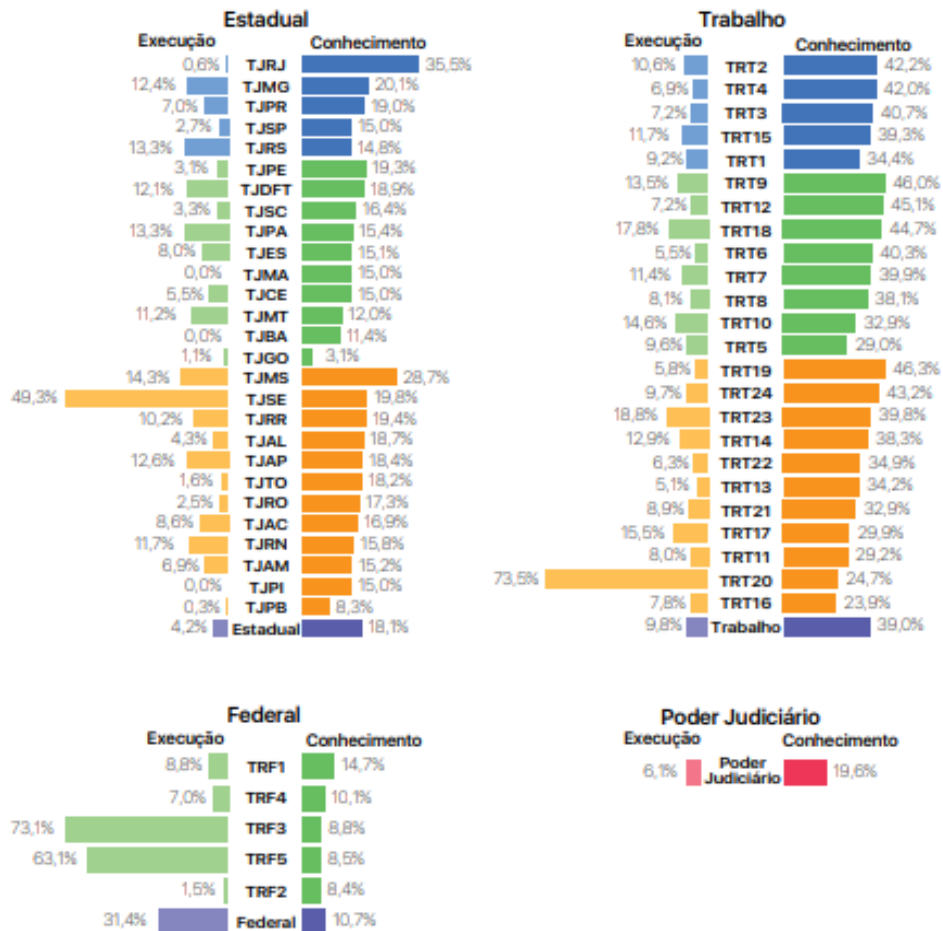 Estadual
Execução Conhecimento
0,6% TJRJ 35,5%
12,4% TJMG 20,1%
7,0% TJPR 19,0%
2,7% TJSP 15,0%
13,3% TJRS 14,8%
3,1% TJPE 19,3%
12,1% TJDFT 18,9%
3,3% TJSC 16,4%
13,3% TJPA 15,4%
8,0% TJES 15,1%
0,0% TJMA 15,0%
5,5% TJCE 15,0%
11,2% TJMT 12,0%
0,0% TJBA 11,4%
1,1% TJGO 3,1%
14,3% TJMS 28,7%
49,3% TJSE 19,8%
10,2% TJRR 19,4%
4,3% TJAL 18,7%
12,6% TJAP 18,4%
1,6% TJTO 18,2%
2,5% TJRO 17,3%
8,6% TJAC 16,9%
11,7% TJRN 15,8%
6,9% TJAM 15,2%
0,0% TJPI 15,0%
0,3% TJPB 8,3%
4,2% Estadual 18,1%
Trabalho
Execução Conhecimento
10,6% TRT2 42,2%
6,9% TRT4 42,0%
7,2% TRT3 40,7%
11,7% TRT15 39,3%
9,2% TRT1 34,4%
13,5% TRT9 46,0%
7,2% TRT12 45,1%
17,8% TRT18 44,7%
5,5% TRT6 40,3%
11,4% TRT7 39,9%
8,1% TRT8 38,1%
14,6% TRT10 32,9%
9,6% TRT5 29,0%
5,8% TRT19 46,3%
9,7% TRT24 43,2%
18,8% TRT23 39,8%
12,9% TRT14 38,3%
6,3% TRT22 34,9%
5,1% TRT13 34,2%
8,9% TRT21 32,9%
15,5% TRT17 29,9%
8,0% TRT11 29,2%
73,5% TRT20 24,7%
7,8% TRT16 23,9%
9,8% Trabalho 39,0%
Federal
Execução Conhecimento
8,8% TRF1 14,7%
7,0% TRF4 10,1%
73,1% TRF3 8,8%
63,1% TRF5 8,5%
1,5% TRF2 8,4%
31,4% Federal 10,7%
Poder Judiciário
Execução Conhecimento
6,1% Poder 19,6%
Judiciário